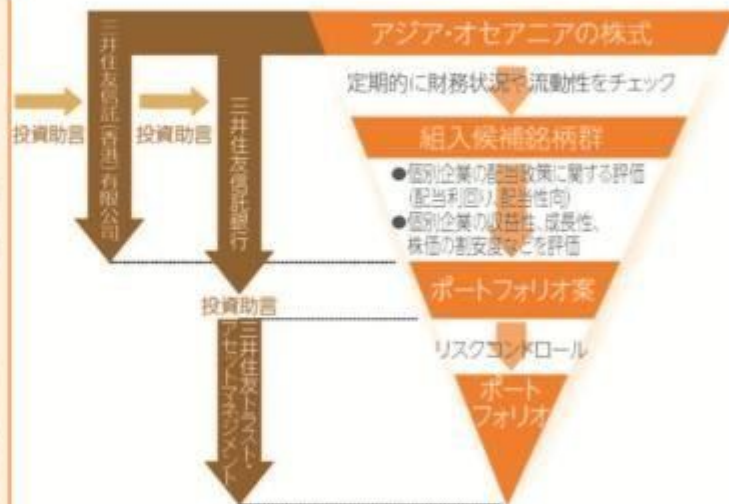 アジア・オセアニアの株式
定期的に財務状況や流動性をチェック
組入候補銘柄群
●個別企業の配当政策に関する評価
(配当利回り、配当性向)
●個別企業の収益性、成長性、
株価の割安度などを評価
ポートフォリオ案
リスクコントロール
ポート
フォリオ
投資助言
三井住友信託(香港)有限公司
投資助言
三井住友信託銀行
投資助言
三井住友トラスト・
アセットマネジメント